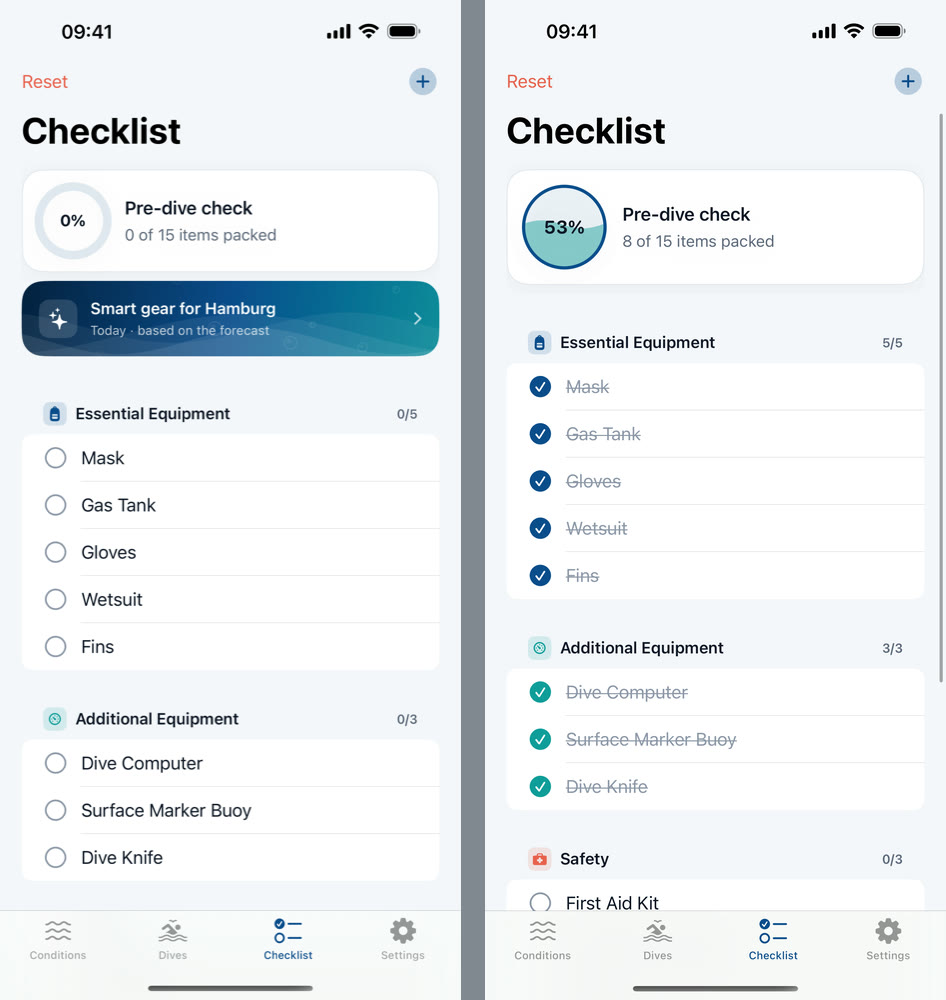 09:41
Reset
Checklist
0%
Pre-dive check
0 of 15 items packed
Smart gear for Hamburg
Today · based on the forecast
Essential Equipment 0/5
Mask
Gas Tank
Gloves
Wetsuit
Fins
Additional Equipment 0/3
Dive Computer
Surface Marker Buoy
Dive Knife
Conditions Dives Checklist Settings
09:41
Reset
Checklist
53%
Pre-dive check
8 of 15 items packed
Essential Equipment 5/5
Mask
Gas Tank
Gloves
Wetsuit
Fins
Additional Equipment 3/3
Dive Computer
Surface Marker Buoy
Dive Knife
Safety 0/3
First Aid Kit
Conditions Dives Checklist Settings